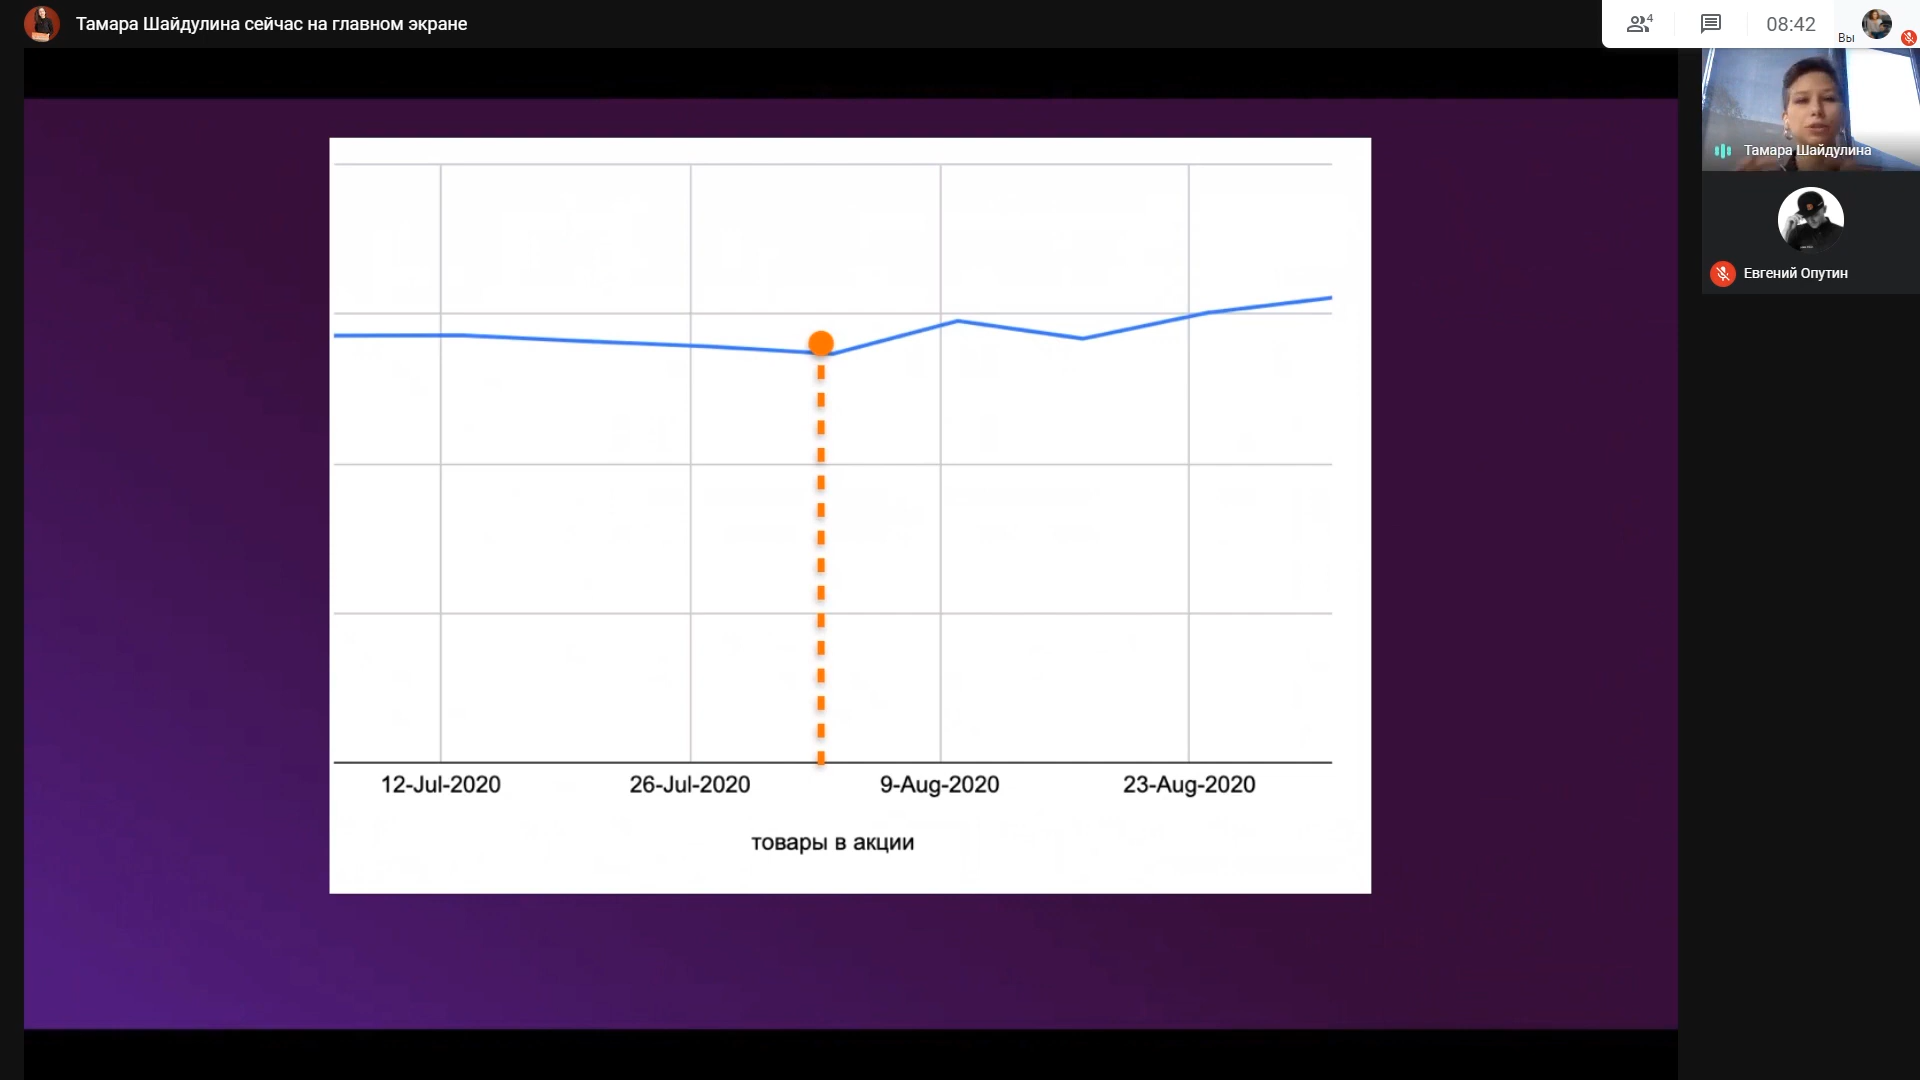 Тамара Шайдулина сейчас на главном экране
4
08:42
Вы
Тамара Шайдулина
Евгений Опутин
12-Jul-2020
26-Jul-2020
9-Aug-2020
23-Aug-2020
товары в акции